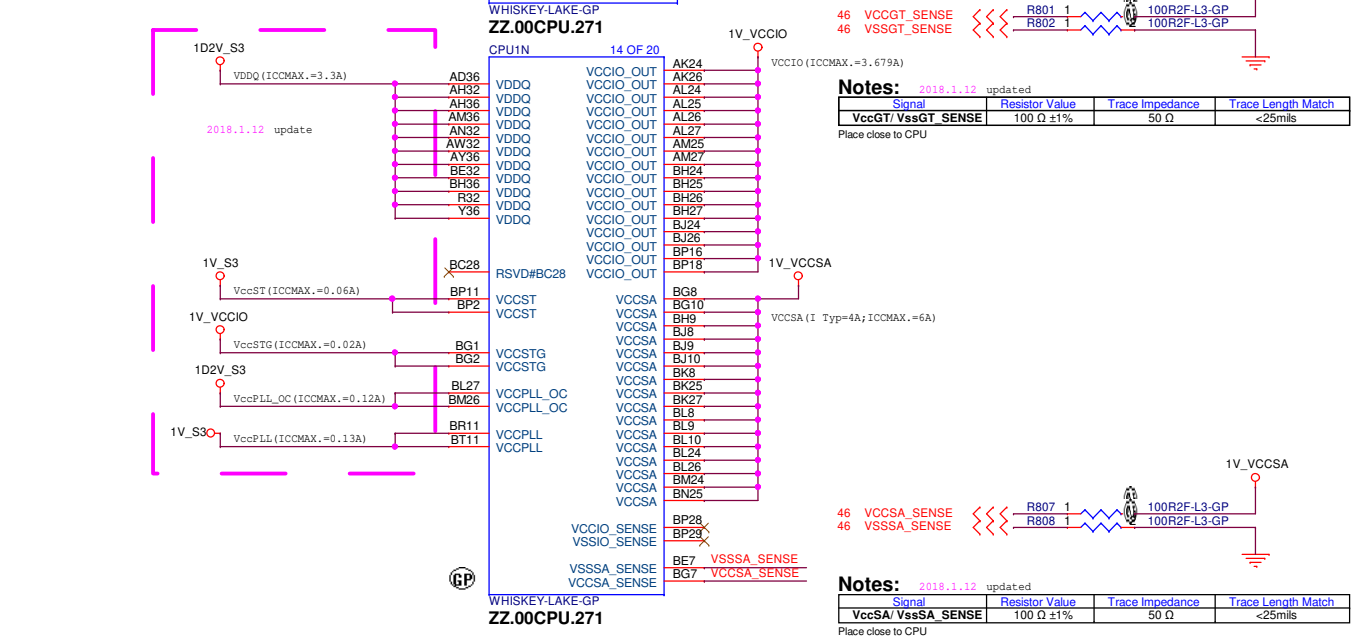 WHISKEY-LAKE-GP
ZZ.00CPU.271
46 VCCGT_SENSE R801 1 100R2F-L3-GP
46 VSSGT_SENSE R802 1 2 100R2F-L3-GP
Notes: 2018.1.12 updated
Signal Resistor Value Trace Impedance Trace Length Match
VccGT/ VssGT_SENSE 100 Ω ±1% 50 Ω <25mils
Place close to CPU
CPU1N 14 OF 20
1D2V_S3
VDDQ(ICCMAX.=3.3A)
2018.1.12 update
AD36 VDDQ
AH32 VDDQ
AH36 VDDQ
AM36 VDDQ
AN32 VDDQ
AW32 VDDQ
AY36 VDDQ
BE32 VDDQ
BH36 VDDQ
R32 VDDQ
Y36 VDDQ
BC28 RSVD#BC28
1V_S3
VccST(ICCMAX.=0.06A)
BP11 VCCST
BP2 VCCST
1V_VCCIO
VccSTG(ICCMAX.=0.02A)
BG1 VCCSTG
BG2 VCCSTG
1D2V_S3
VccPLL_OC(ICCMAX.=0.12A)
BL27 VCCPLL_OC
BM26 VCCPLL_OC
1V_S3
VccPLL(ICCMAX.=0.13A)
BR11 VCCPLL
BT11 VCCPLL
1V_VCCIO
VCCIO(ICCMAX.=3.679A)
VCCIO_OUT AK24
VCCIO_OUT AK26
VCCIO_OUT AL24
VCCIO_OUT AL25
VCCIO_OUT AL26
VCCIO_OUT AL27
VCCIO_OUT AM25
VCCIO_OUT AM27
VCCIO_OUT BH24
VCCIO_OUT BH25
VCCIO_OUT BH26
VCCIO_OUT BH27
VCCIO_OUT BJ24
VCCIO_OUT BJ26
VCCIO_OUT BP16
VCCIO_OUT BP18
1V_VCCSA
VCCSA(I Typ=4A;ICCMAX.=6A)
VCCSA BG8
VCCSA BG10
VCCSA BH9
VCCSA BJ8
VCCSA BJ9
VCCSA BJ10
VCCSA BK8
VCCSA BK25
VCCSA BK27
VCCSA BL8
VCCSA BL9
VCCSA BL10
VCCSA BL24
VCCSA BL26
VCCSA BM24
VCCSA BN25
VCCIO_SENSE BP28
VSSIO_SENSE BP29
VSSSA_SENSE BE7 VSSSA_SENSE
VCCSA_SENSE BG7 VCCSA_SENSE
GP
WHISKEY-LAKE-GP
ZZ.00CPU.271
1V_VCCSA
46 VCCSA_SENSE R807 1 100R2F-L3-GP
46 VSSSA_SENSE R808 1 2 100R2F-L3-GP
Notes: 2018.1.12 updated
Signal Resistor Value Trace Impedance Trace Length Match
VccSA/ VssSA_SENSE 100 Ω ±1% 50 Ω <25mils
Place close to CPU